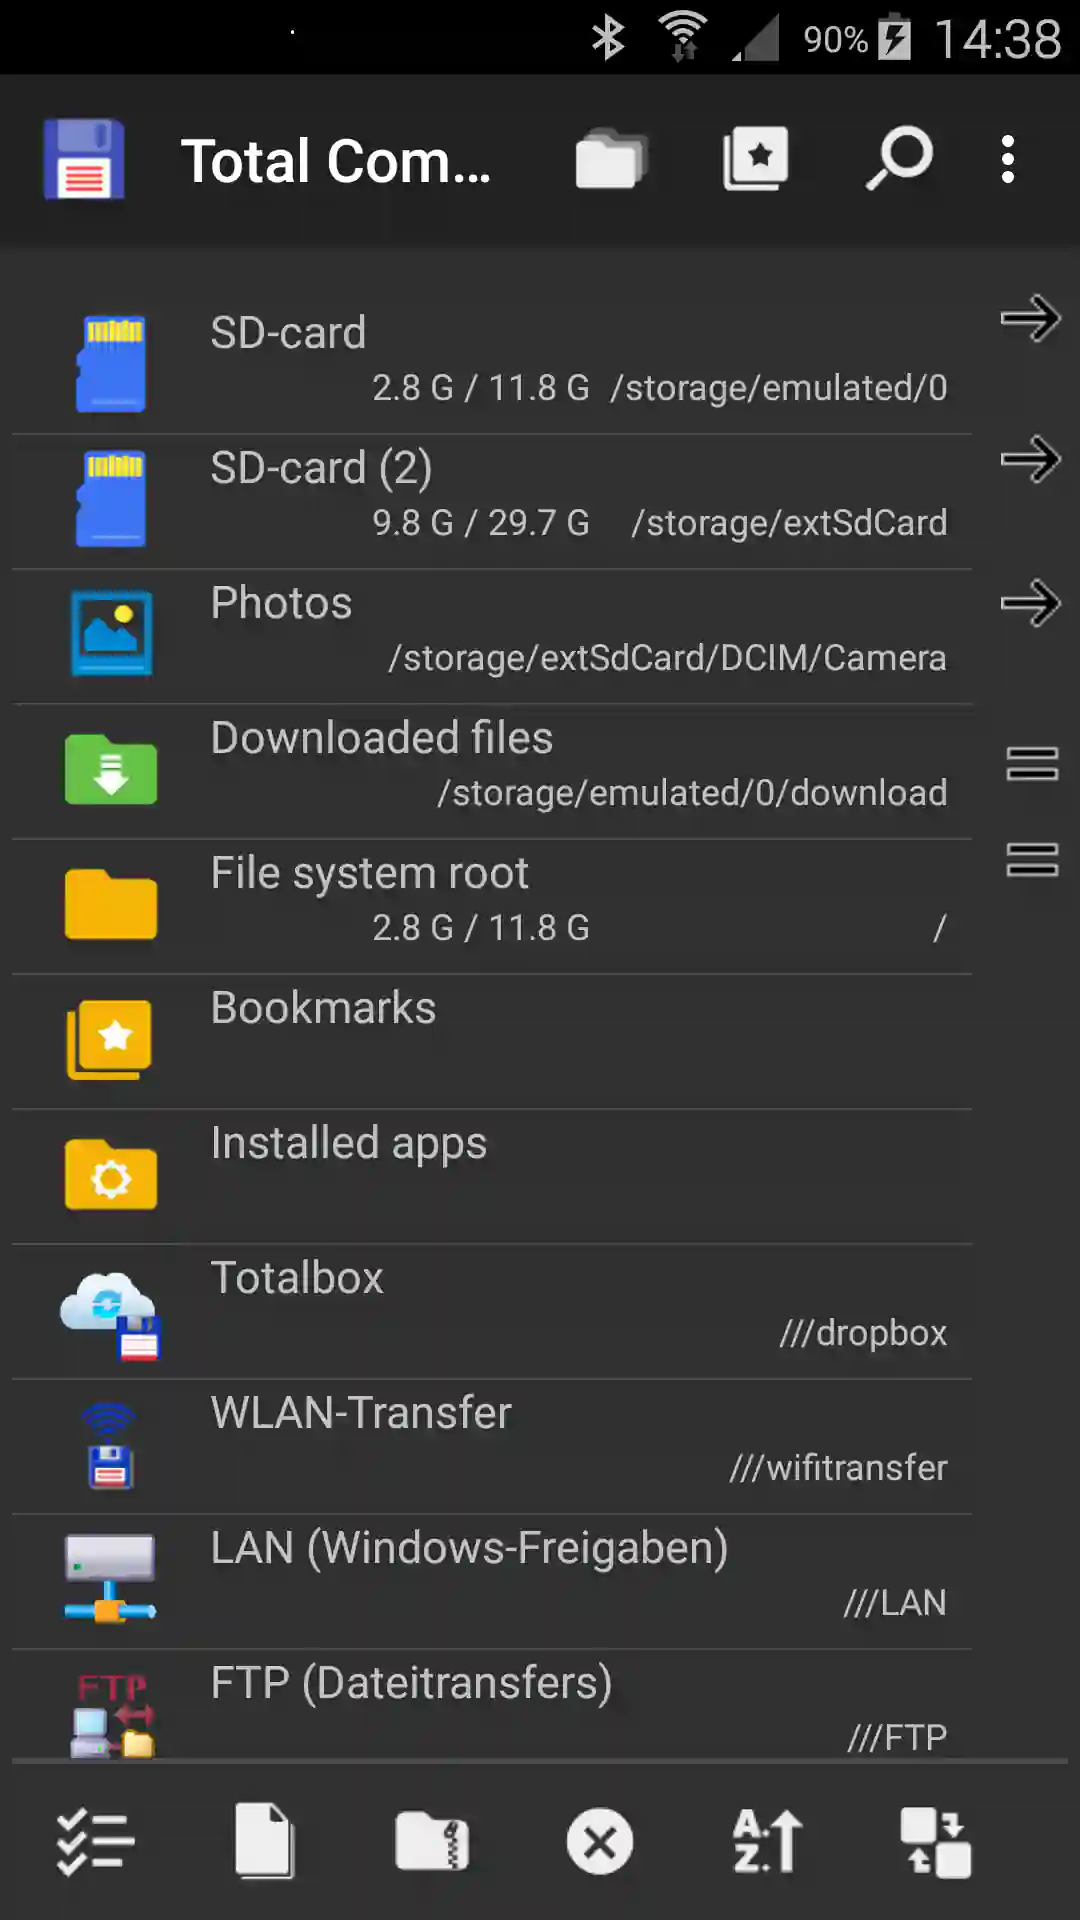 90% 14:38
Total Com...
SD-card
2.8 G / 11.8 G /storage/emulated/0
SD-card (2)
9.8 G / 29.7 G /storage/extSdCard
Photos
/storage/extSdCard/DCIM/Camera
Downloaded files
/storage/emulated/0/download
File system root
2.8 G / 11.8 G /
Bookmarks
Installed apps
Totalbox
///dropbox
WLAN-Transfer
///wifitransfer
LAN (Windows-Freigaben)
///LAN
FTP
FTP (Dateitransfers)
///FTP
A.
Z.